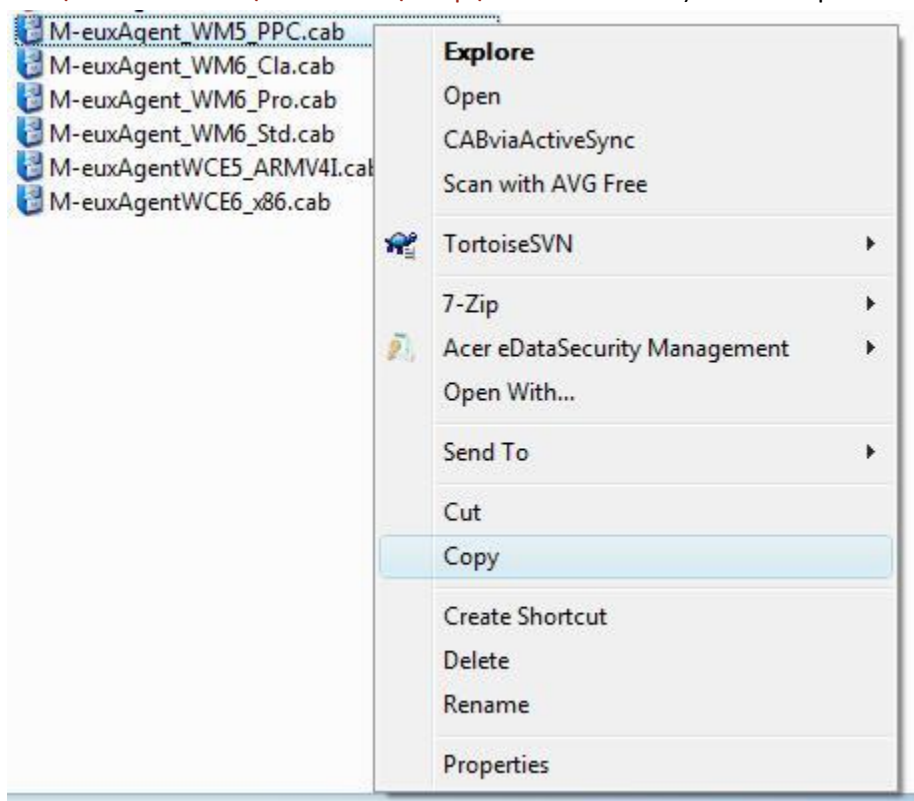 M-euxAgent_WM5_PPC.cab
M-euxAgent_WM6_Cla.cab
M-euxAgent_WM6_Pro.cab
M-euxAgent_WM6_Std.cab
M-euxAgentWCE5_ARMV4I.cab
M-euxAgentWCE6_x86.cab
Explore
Open
CABviaActiveSync
Scan with AVG Free
TortoiseSVN
7-Zip
Acer eDataSecurity Management
Open With...
Send To
Cut
Copy
Create Shortcut
Delete
Rename
Properties